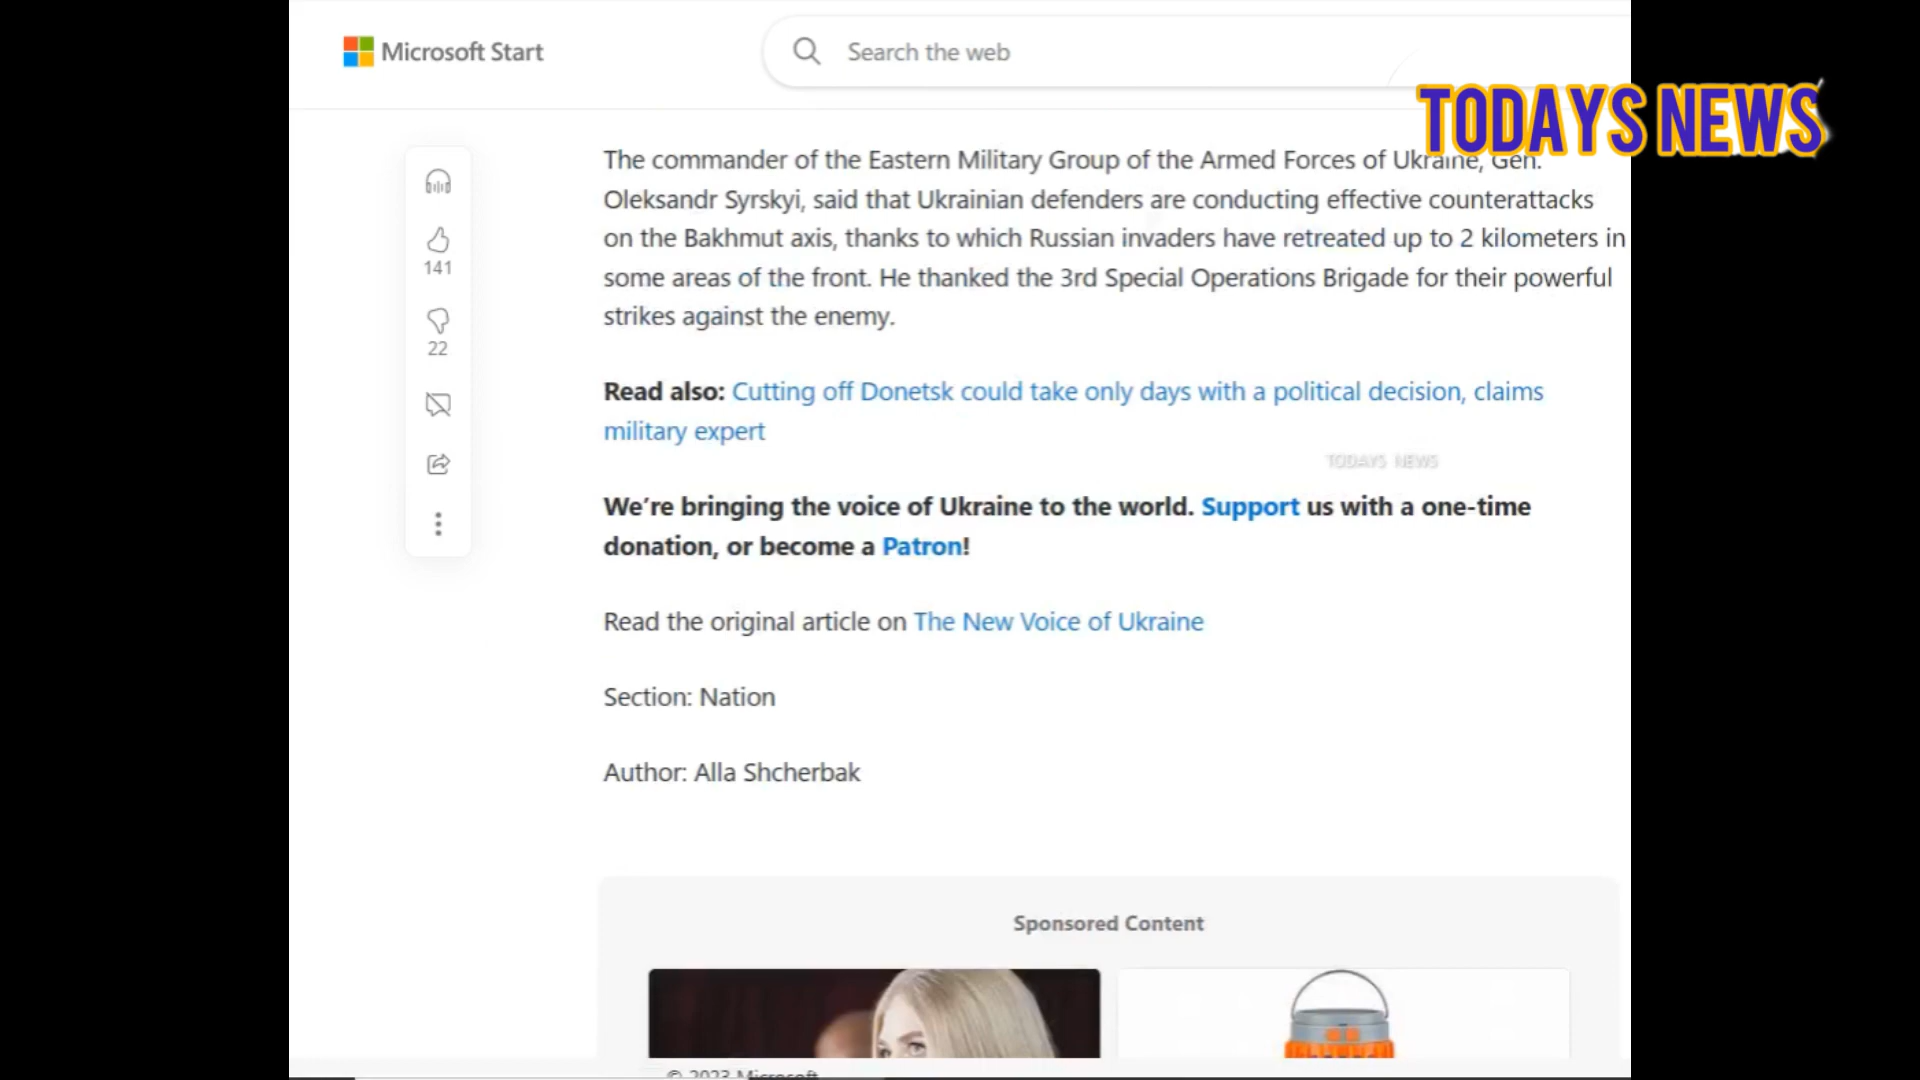 Microsoft Start
Search the web
TODAYS NEWS
The commander of the Eastern Military Group of the Armed Forces of Ukraine, Gen.
Oleksandr Syrskyi, said that Ukrainian defenders are conducting effective counterattacks
on the Bakhmut axis, thanks to which Russian invaders have retreated up to 2 kilometers in
some areas of the front. He thanked the 3rd Special Operations Brigade for their powerful
strikes against the enemy.
141
22
Read also: Cutting off Donetsk could take only days with a political decision, claims
military expert
TODAYS NEWS
We’re bringing the voice of Ukraine to the world. Support us with a one-time
donation, or become a Patron!
Read the original article on The New Voice of Ukraine
Section: Nation
Author: Alla Shcherbak
Sponsored Content
© 2023 Microsoft